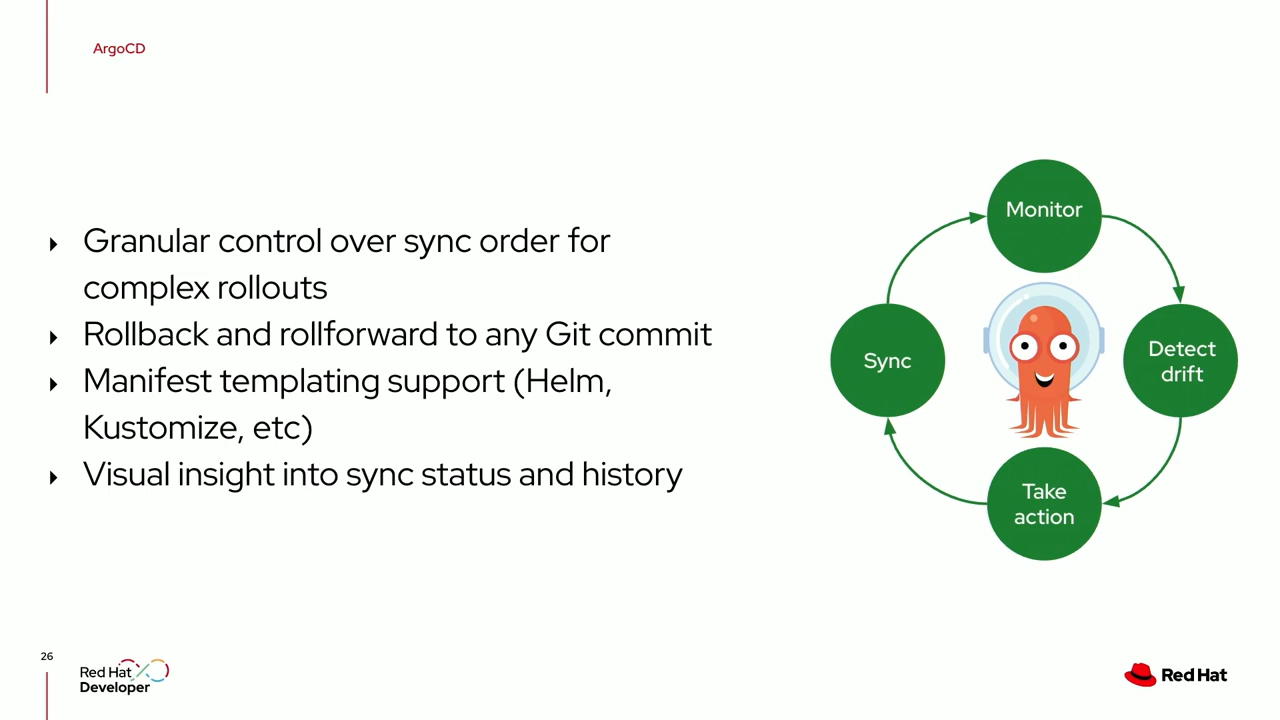 ArgoCD
Granular control over sync order for
complex rollouts
Rollback and rollforward to any Git commit
Manifest templating support (Helm,
Kustomize, etc)
Visual insight into sync status and history
Monitor
Detect
drift
Take
action
Sync
26
Red Hat
Developer
Red Hat